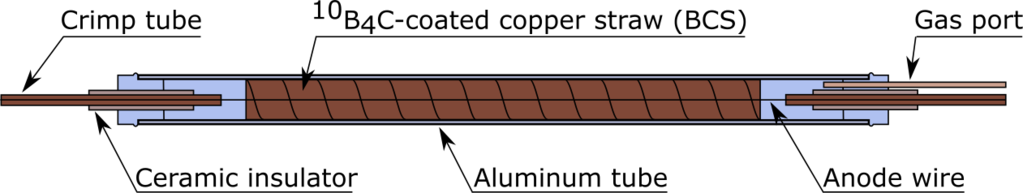 Crimp tube
¹⁰B4C-coated copper straw (BCS)
Gas port
Ceramic insulator
Aluminum tube
Anode wire